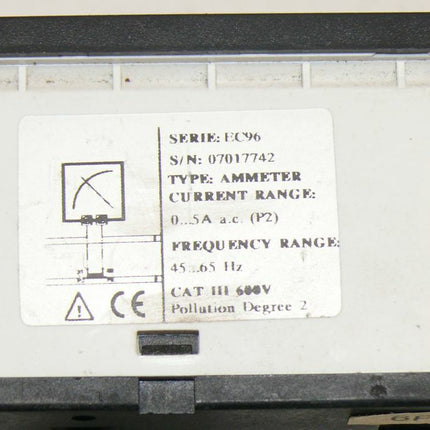 SERIE: EC96
S/N: 07017742
TYPE: AMMETER
CURRENT RANGE:
0...5A a.c. (P2)
FREQUENCY RANGE:
45...65 Hz
CAT III 600V
Pollution Degree 2
CE